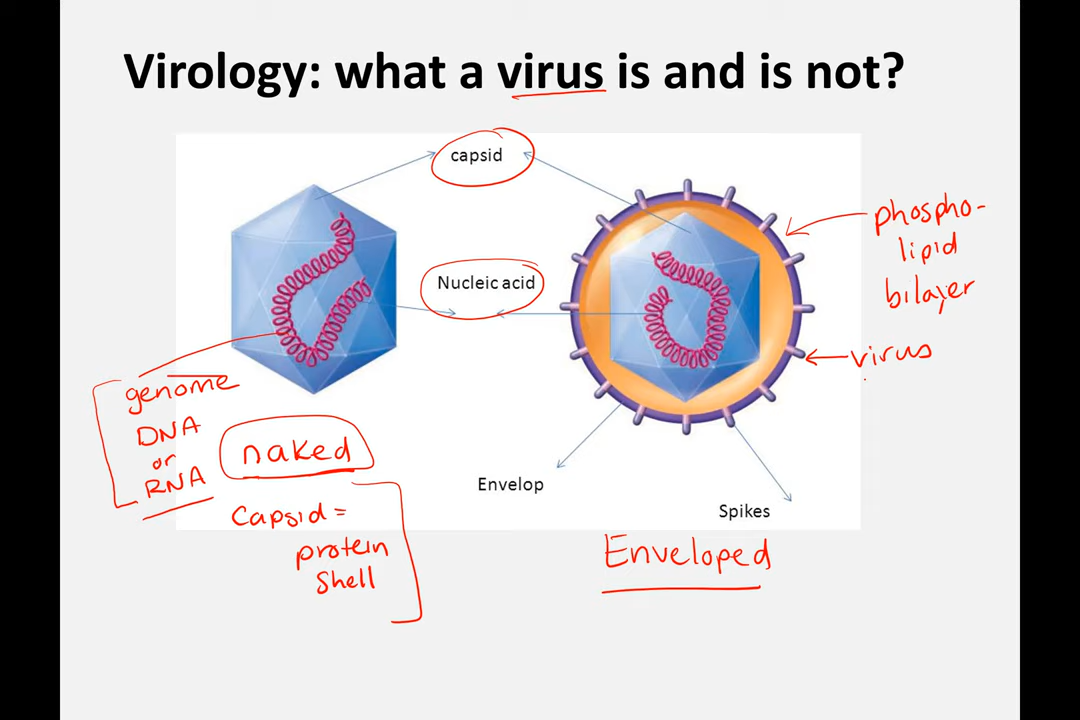 Virology: what a virus is and is not?
capsid
Nucleic acid
phospho-
lipid
bilayer
virus
genome
DNA
or
RNA
naked
Capsid =
protein
shell
Envelop
Spikes
Enveloped